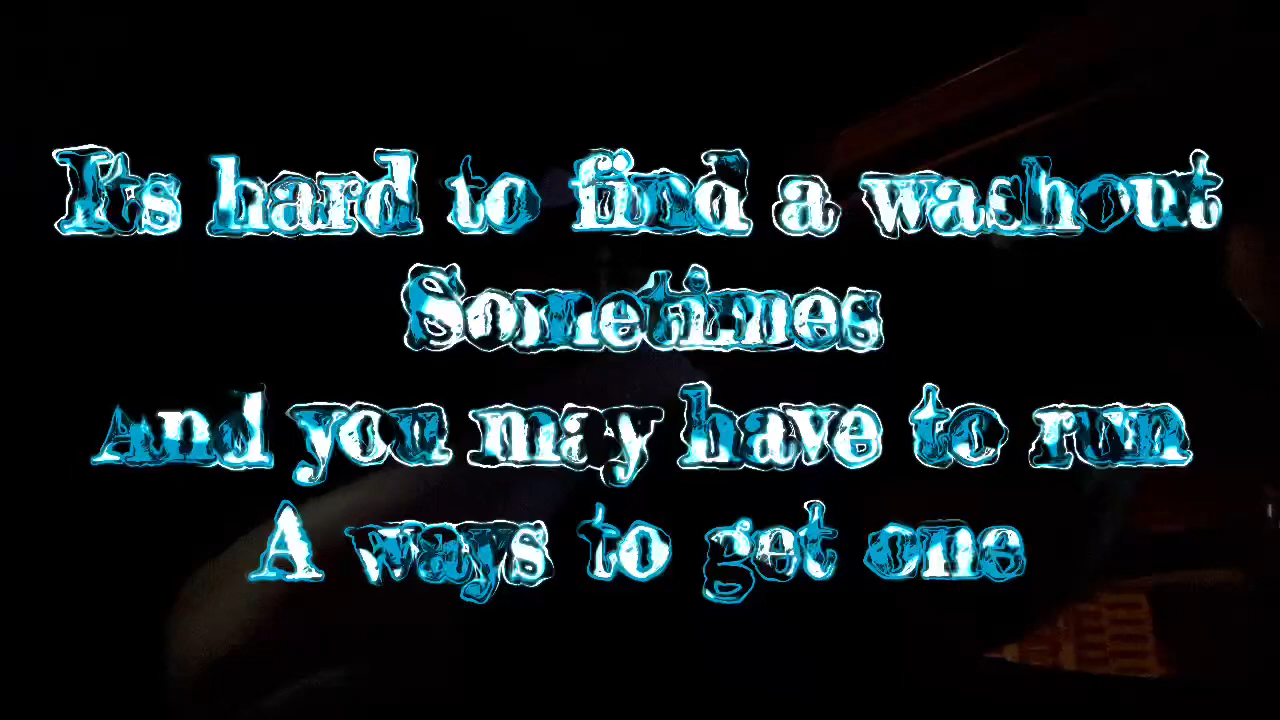 Its hard to find a washout
Sometimes
And you may have to run
A ways to get one